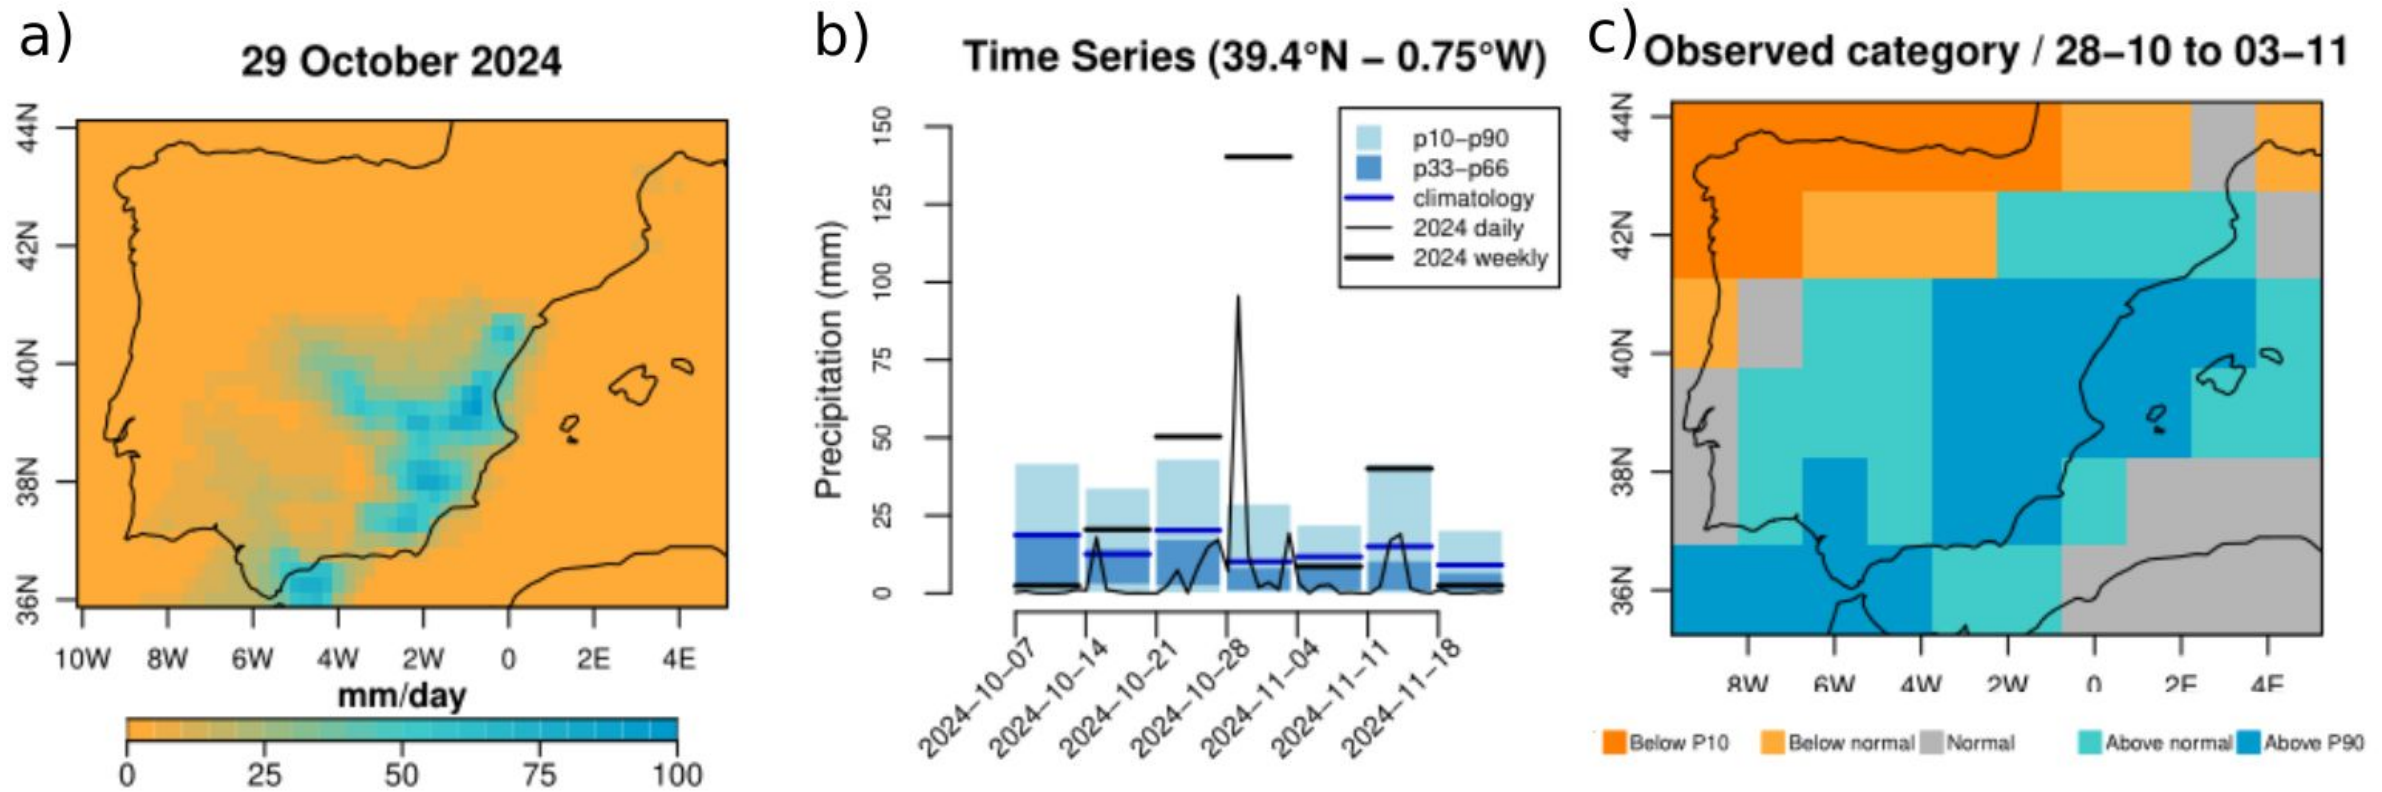 a)
29 October 2024
44N
42N
40N
38N
36N
10W 8W 6W 4W 2W 0 2E 4E
mm/day
0 25 50 75 100
b)
Time Series (39.4°N – 0.75°W)
Precipitation (mm)
150
125
100
75
50
25
0
p10–p90
p33–p66
climatology
2024 daily
2024 weekly
2024–10–07
2024–10–14
2024–10–21
2024–10–28
2024–11–04
2024–11–11
2024–11–18
c)
Observed category / 28–10 to 03–11
44N
42N
40N
38N
36N
8W 6W 4W 2W 0 2E 4E
Below P10 Below normal Normal Above normal Above P90